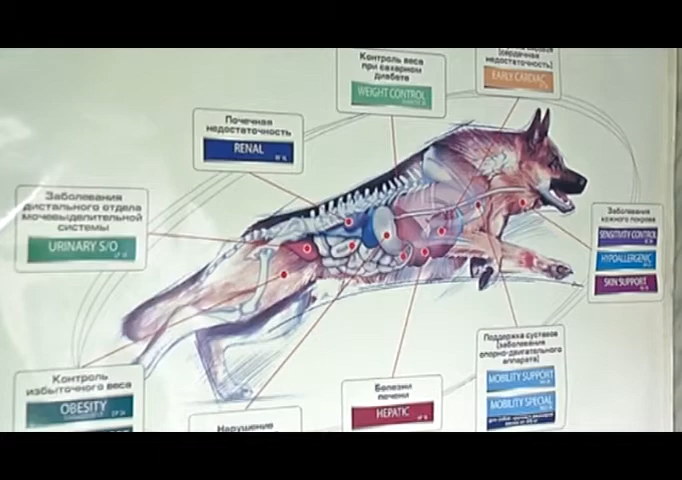 Контроль веса
при сахарном
диабете
WEIGHT CONTROL
(сердечная
недостаточность)
EARLY CARDIAC
Почечная
недостаточность
RENAL
Заболевания
дистального отдела
мочевыделительной
системы
URINARY S/O
Заболевания
кожного покрова
SENSITIVITY CONTROL
HYPOALLERGENIC
SKIN SUPPORT
Поддержка суставов
(заболевания
опорно-двигательного
аппарата)
MOBILITY SUPPORT
MOBILITY SPECIAL
Контроль
избыточного веса
OBESITY
Болезни
печени
HEPATIC
Нарушение